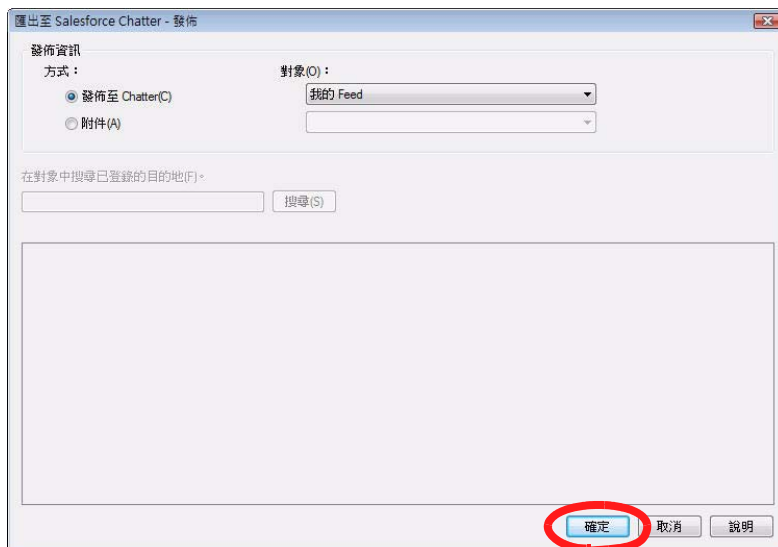 匯出至 Salesforce Chatter - 發佈
發佈資訊
方式： 對象(O)：
發佈至 Chatter(C) 我的 Feed
附件(A)
在對象中搜尋已登錄的目的地(F)。
搜尋(S)
確定 取消 說明